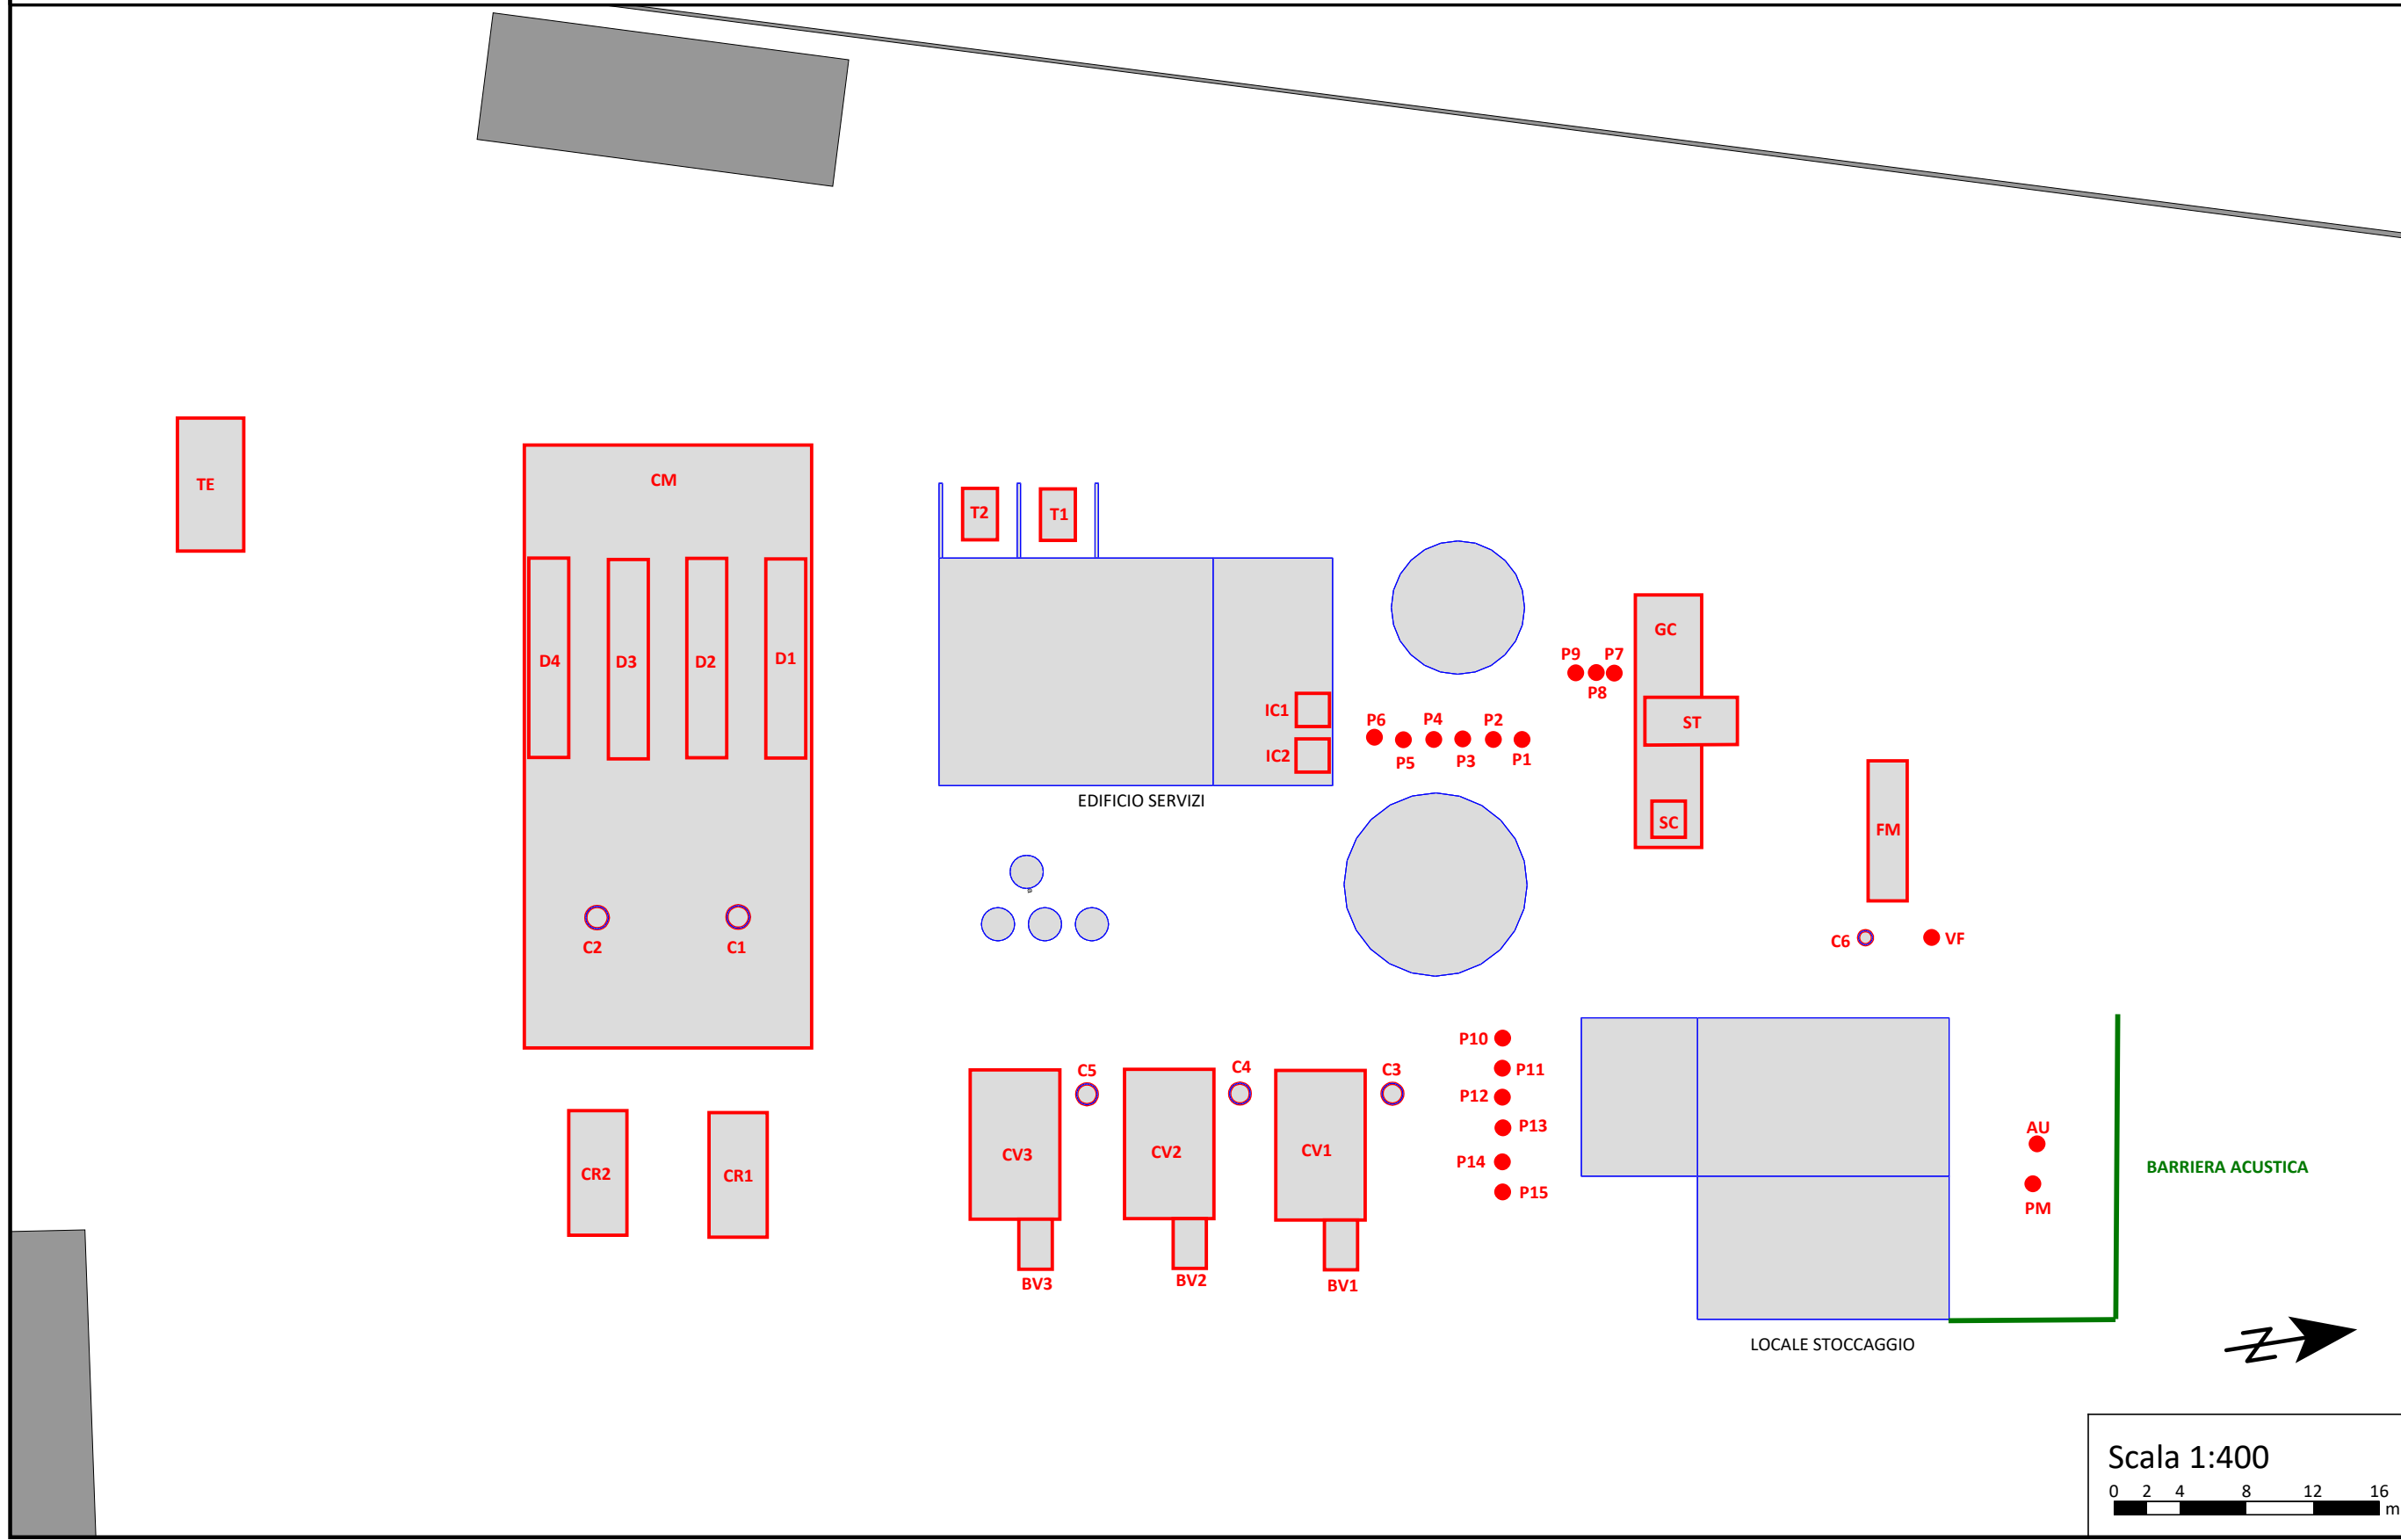 TE
CM
T2
T1
D4
D3
D2
D1
GC
P9
P7
P8
IC1
ST
P6
P4
P2
IC2
P5
P3
P1
EDIFICIO SERVIZI
SC
FM
C2
C1
C6
VF
P10
C5
C4
C3
P11
P12
P13
AU
CV3
CV2
CV1
P14
BARRIERA ACUSTICA
CR2
CR1
P15
PM
BV3
BV2
BV1
LOCALE STOCCAGGIO
Z
Scala 1:400
0 2 4 8 12 16
m